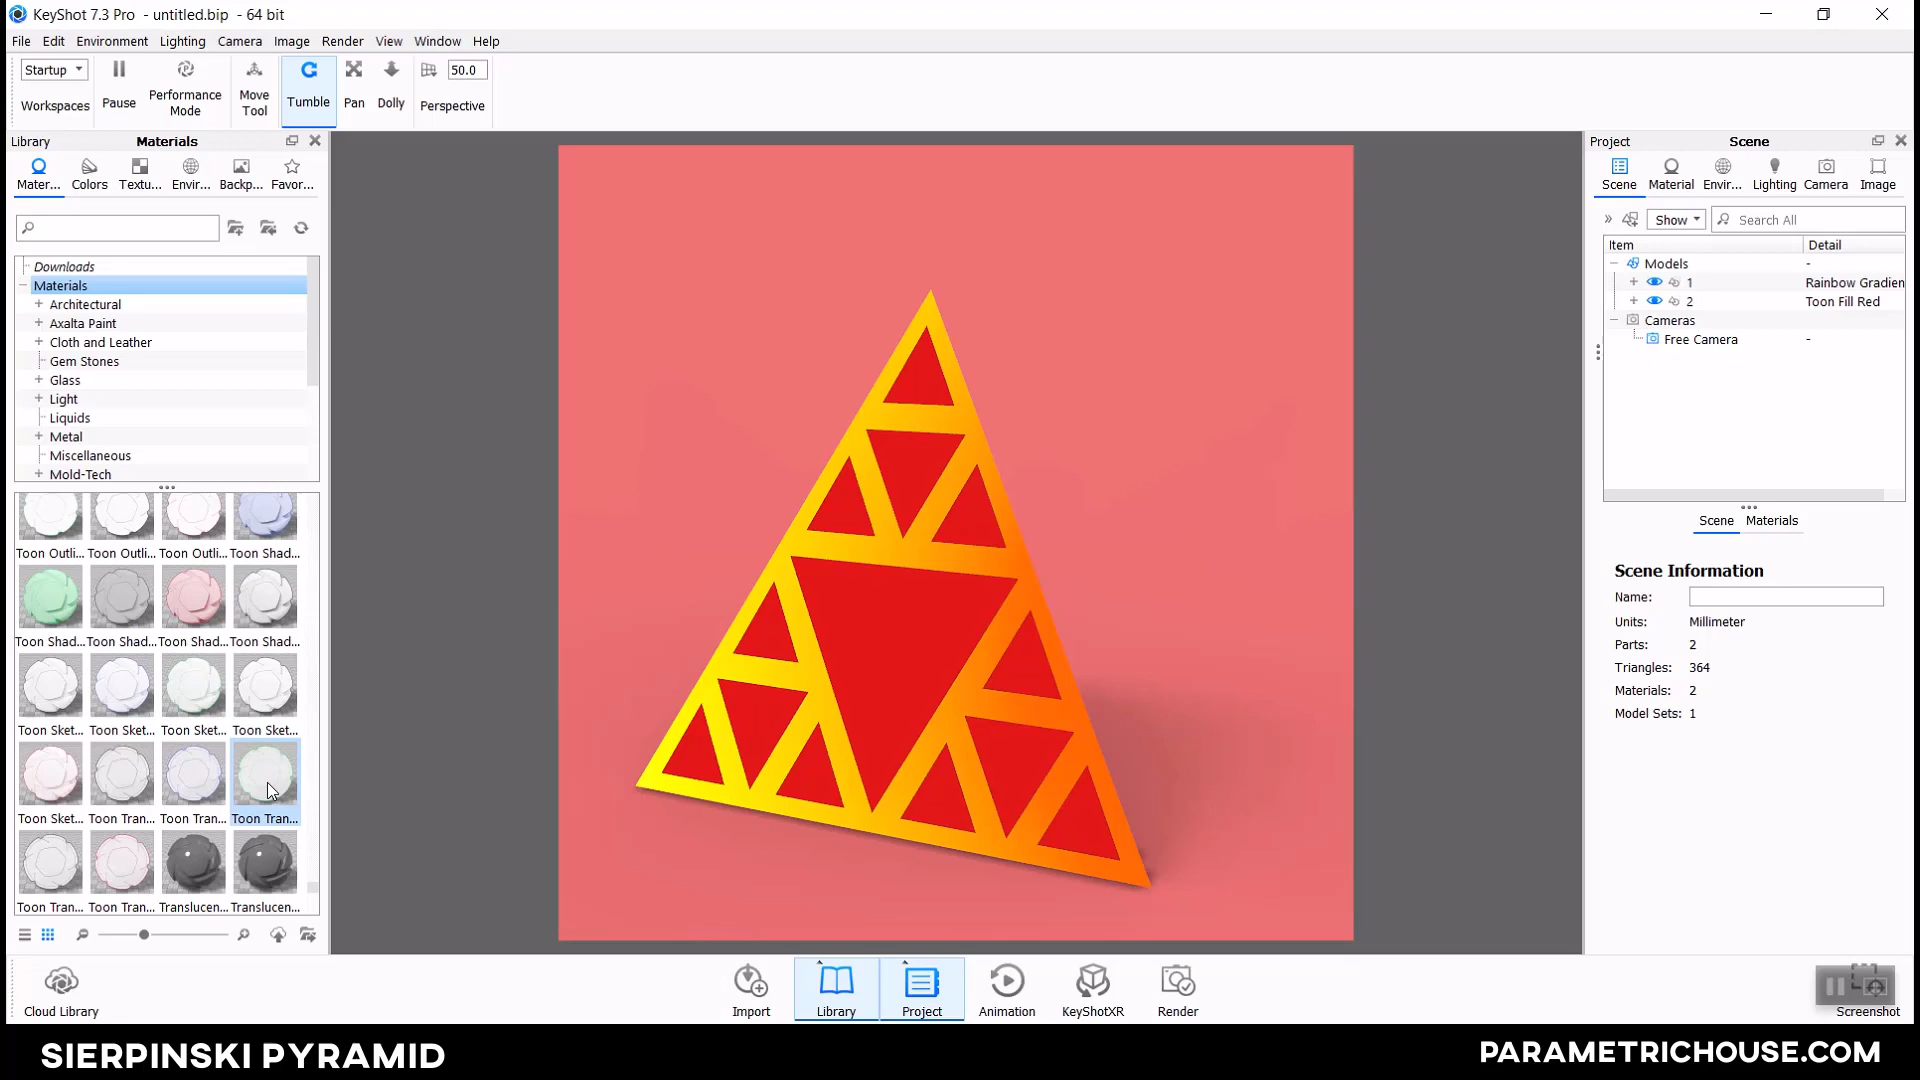 KeyShot 7.3 Pro - untitled.bip - 64 bit
File Edit Environment Lighting Camera Image Render View Window Help
Startup
50.0
Workspaces Pause Performance Mode Move Tool Tumble Pan Dolly Perspective
Library Materials
Mater... Colors Textu... Envir... Backp... Favor...
Downloads
Materials
Architectural
Axalta Paint
Cloth and Leather
Gem Stones
Glass
Light
Liquids
Metal
Miscellaneous
Mold-Tech
Toon Outli... Toon Outli... Toon Outli... Toon Shad...
Toon Shad... Toon Shad... Toon Shad... Toon Shad...
Toon Sket... Toon Sket... Toon Sket... Toon Sket...
Toon Sket... Toon Tran... Toon Tran... Toon Tran...
Toon Tran... Toon Tran... Translucen... Translucen...
Project Scene
Scene Material Envir... Lighting Camera Image
Show Search All
Item Detail
Models -
1 Rainbow Gradien
2 Toon Fill Red
Cameras
Free Camera -
Scene Materials
Scene Information
Name:
Units: Millimeter
Parts: 2
Triangles: 364
Materials: 2
Model Sets: 1
Cloud Library Import Library Project Animation KeyShotXR Render Screenshot
SIERPINSKI PYRAMID
PARAMETRICHOUSE.COM